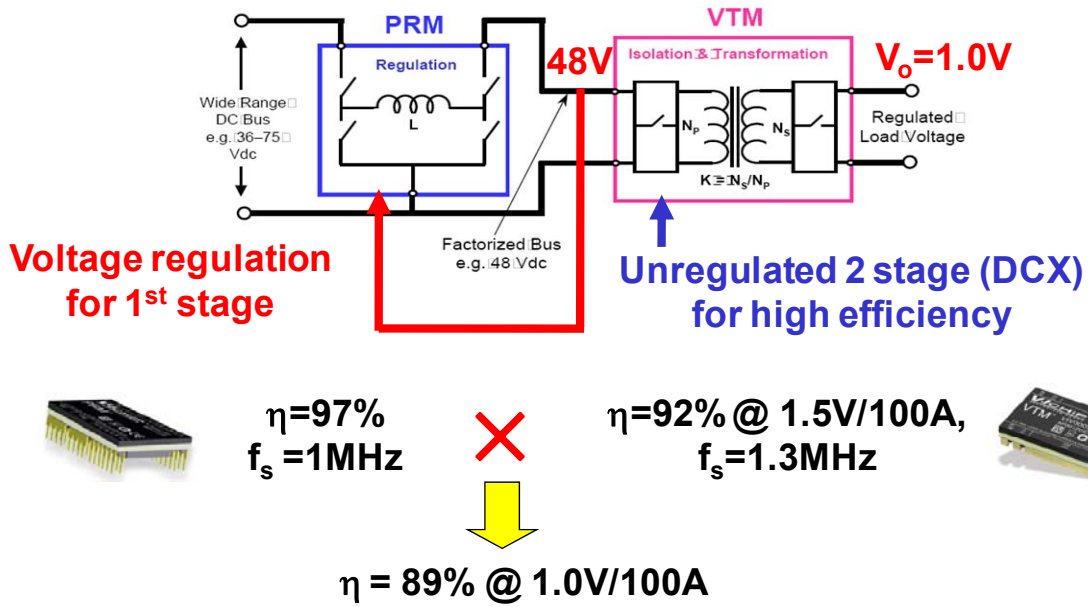 PRM
VTM
Regulation
48V
Isolation & Transformation
Vo=1.0V
Wide Range
DC Bus
e.g. 36–75
Vdc
L
NP
NS
Regulated
Load Voltage
K = NS/NP
Factorized Bus
e.g. 48 Vdc
Voltage regulation
for 1st stage
Unregulated 2 stage (DCX)
for high efficiency
η=97%
fs =1MHz
η=92% @ 1.5V/100A,
fs=1.3MHz
VTM
η = 89% @ 1.0V/100A